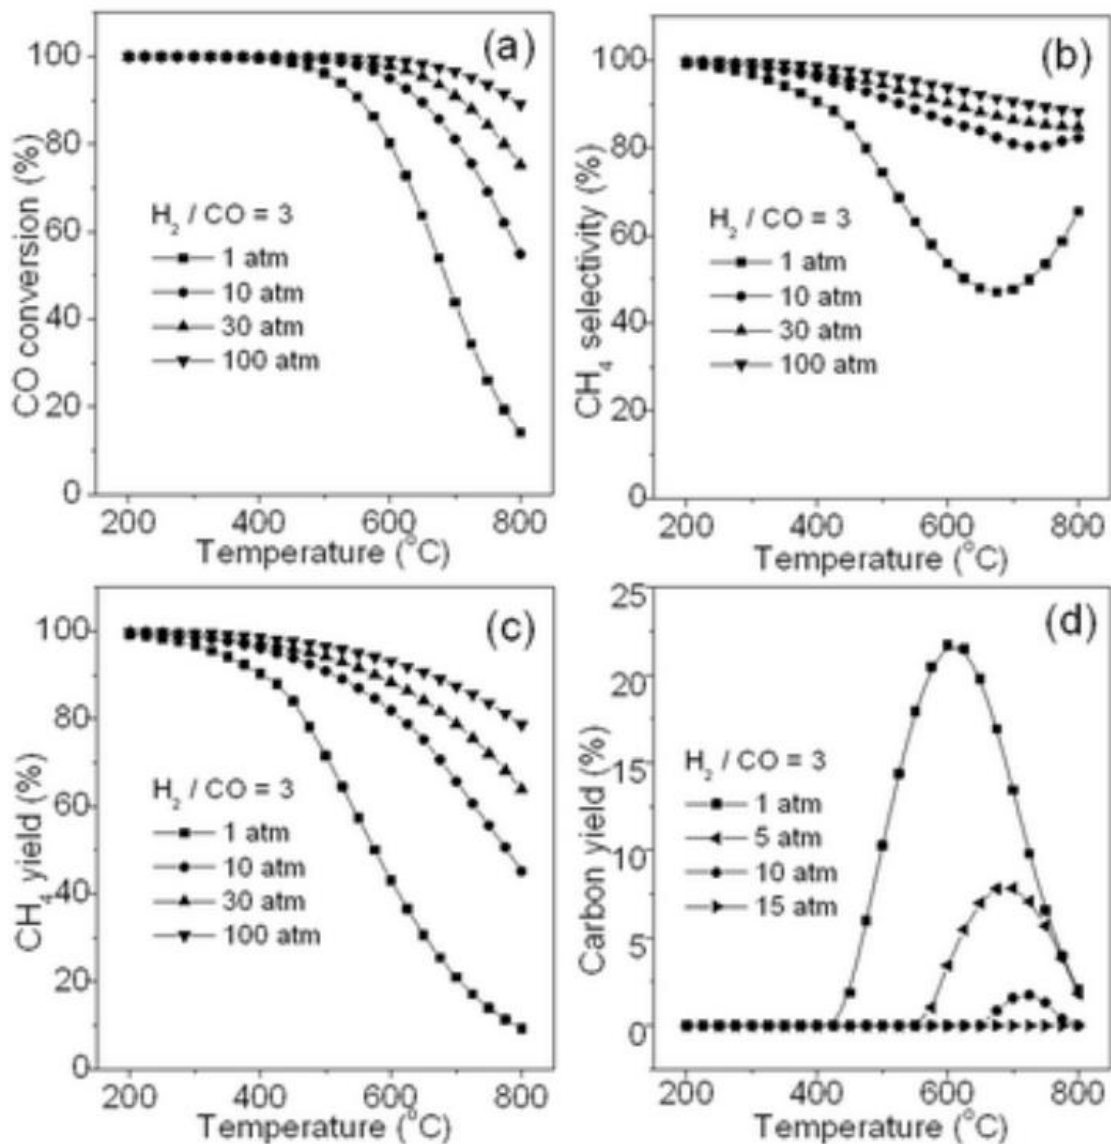 (a)
CO conversion (%)
100
80
60
40
20
0
H₂ / CO = 3
1 atm
10 atm
30 atm
100 atm
200 400 600 800
Temperature (°C)
(b)
CH₄ selectivity (%)
100
80
60
40
20
0
H₂ / CO = 3
1 atm
10 atm
30 atm
100 atm
200 400 600 800
Temperature (°C)
(c)
CH₄ yield (%)
100
80
60
40
20
0
H₂ / CO = 3
1 atm
10 atm
30 atm
100 atm
200 400 600 800
Temperature (°C)
(d)
Carbon yield (%)
25
20
15
10
5
0
H₂ / CO = 3
1 atm
5 atm
10 atm
15 atm
200 400 600 800
Temperature (°C)